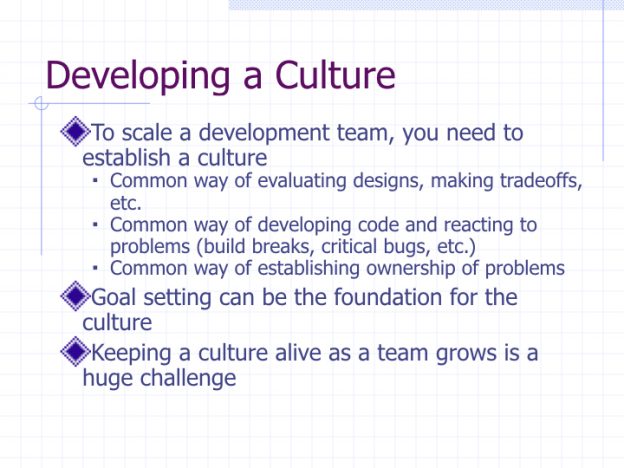 Developing a Culture
To scale a development team, you need to
establish a culture
Common way of evaluating designs, making tradeoffs,
etc.
Common way of developing code and reacting to
problems (build breaks, critical bugs, etc.)
Common way of establishing ownership of problems
Goal setting can be the foundation for the
culture
Keeping a culture alive as a team grows is a
huge challenge